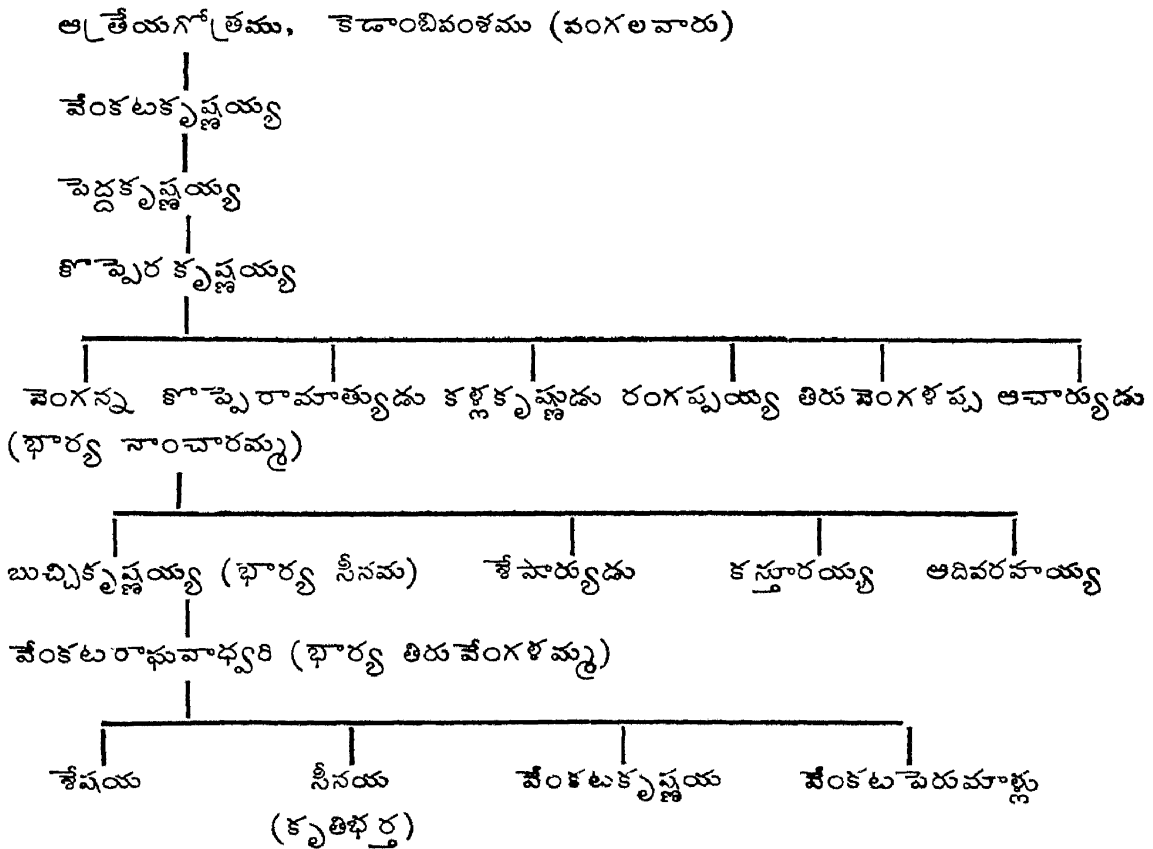 ఆత్రేయగోత్రము, కెడాంబివంశము (వంగలవారు)
వేంకటకృష్ణయ్య
పెద్దకృష్ణయ్య
కొప్పెర కృష్ణయ్య
వెంగన్న కొప్పెరామాత్యుడు కళ్లకృష్ణుడు రంగప్పయ్య తిరువెంగళప్ప ఆచార్యుడు
(భార్య నాంచారమ్మ)
బుచ్చికృష్ణయ్య (భార్య సీనమ) శేషార్యుడు కస్తూరయ్య ఆదివరహయ్య
వేంకటరాఘవాధ్వరి (భార్య తిరువేంగళమ్మ)
శేషయ సీనయ వేంకటకృష్ణయ వేంకటపెరుమాళ్లు
(కృతిభర్త)